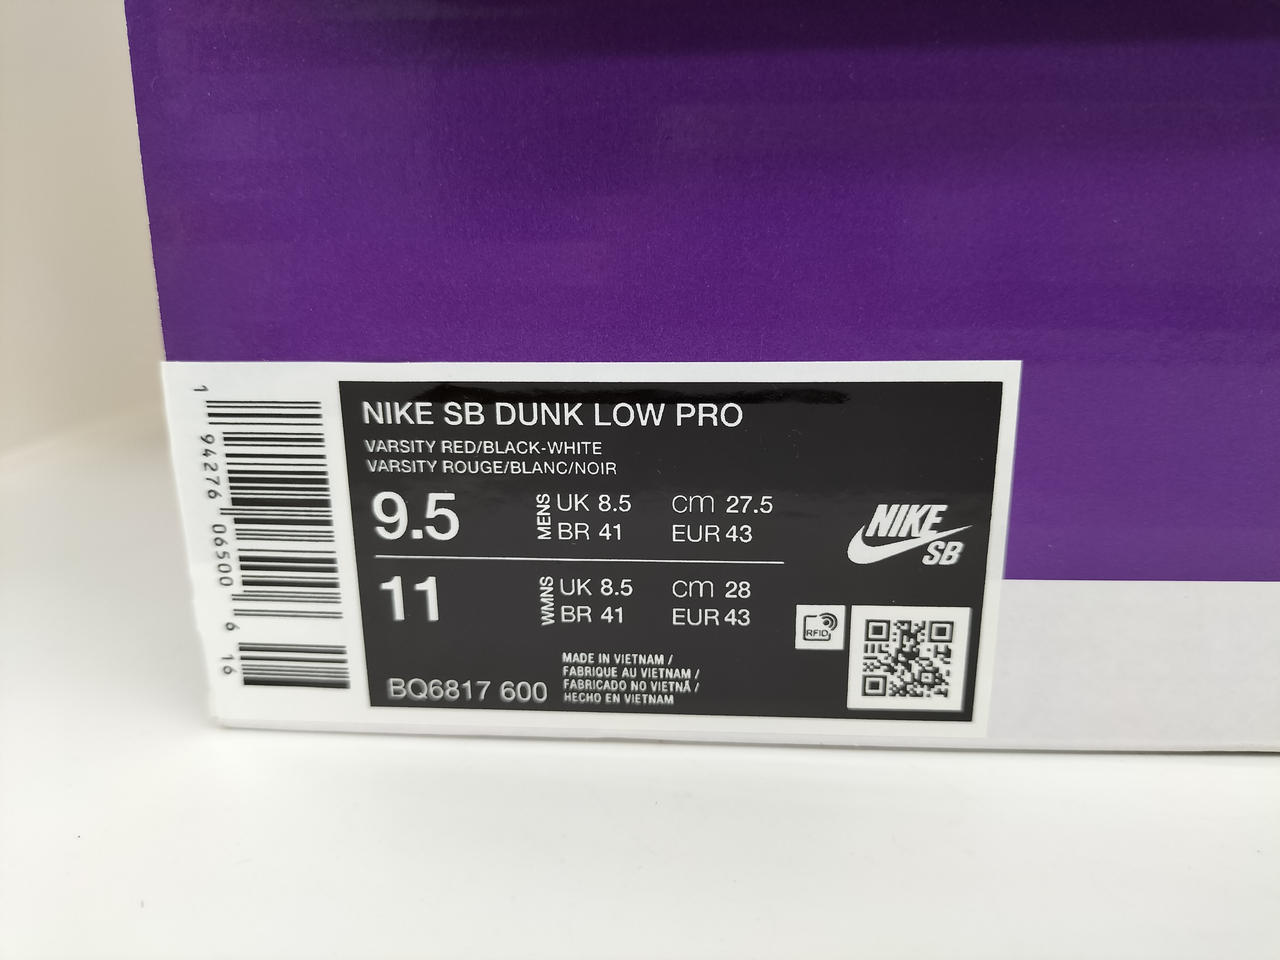 1 94276 06500 6 16
NIKE SB DUNK LOW PRO
VARSITY RED/BLACK-WHITE
VARSITY ROUGE/BLANC/NOIR
9.5 MENS UK 8.5 cm 27.5
BR 41 EUR 43
11 WMNS UK 8.5 cm 28
BR 41 EUR 43
NIKE
SB
RFID
BQ6817 600
MADE IN VIETNAM /
FABRIQUE AU VIETNAM /
FABRICADO NO VIETNÃ /
HECHO EN VIETNAM